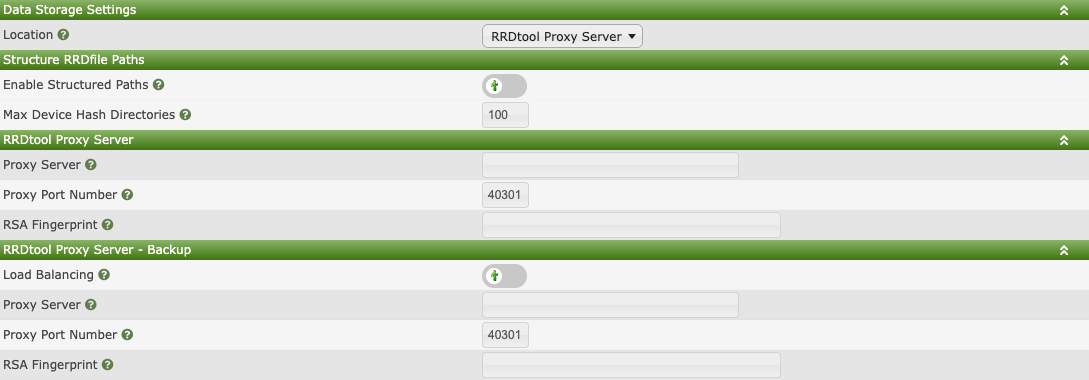 Data Storage Settings
Location
RRDtool Proxy Server
Structure RRDfile Paths
Enable Structured Paths
Max Device Hash Directories
100
RRDtool Proxy Server
Proxy Server
Proxy Port Number
40301
RSA Fingerprint
RRDtool Proxy Server - Backup
Load Balancing
Proxy Server
Proxy Port Number
40301
RSA Fingerprint